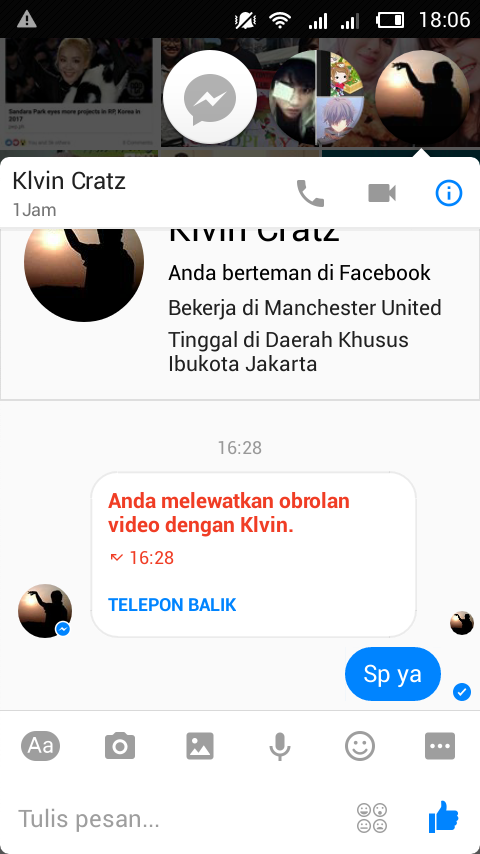 18:06
Sandara Park eyes more projects in RP, Korea in
2017
Klvin Cratz
1Jam
Klvin Cratz
Anda berteman di Facebook
Bekerja di Manchester United
Tinggal di Daerah Khusus
Ibukota Jakarta
16:28
Anda melewatkan obrolan
video dengan Klvin.
16:28
TELEPON BALIK
Sp ya
Aa
Tulis pesan...